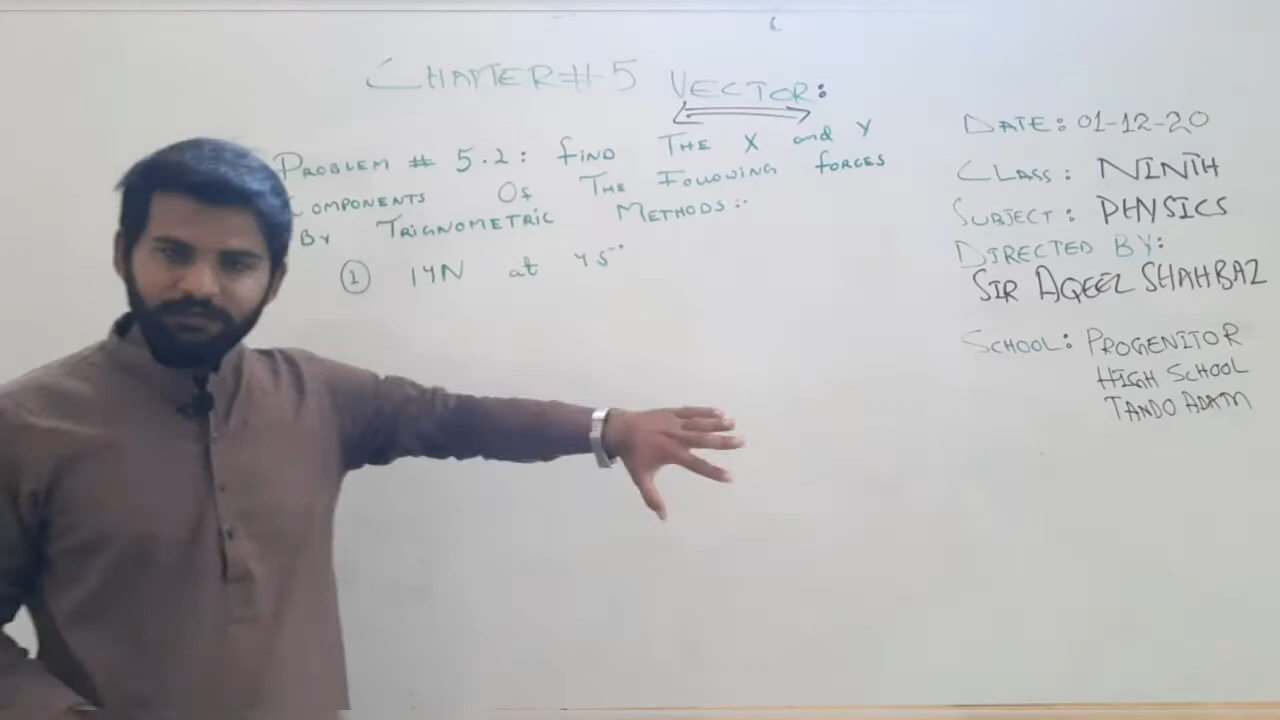 CHAPTER # 5 VECTOR:
PROBLEM # 5.2: FIND THE X and Y
COMPONENTS OF THE FOLLOWING FORCES
BY TRIGNOMETRIC METHODS:
① 14N at 45°
DATE: 01-12-20
CLASS: NINTH
SUBJECT: PHYSICS
DIRECTED BY:
SIR AQEEL SHAHBAZ
SCHOOL: PROGENITOR
HIGH SCHOOL
TANDO ADAM